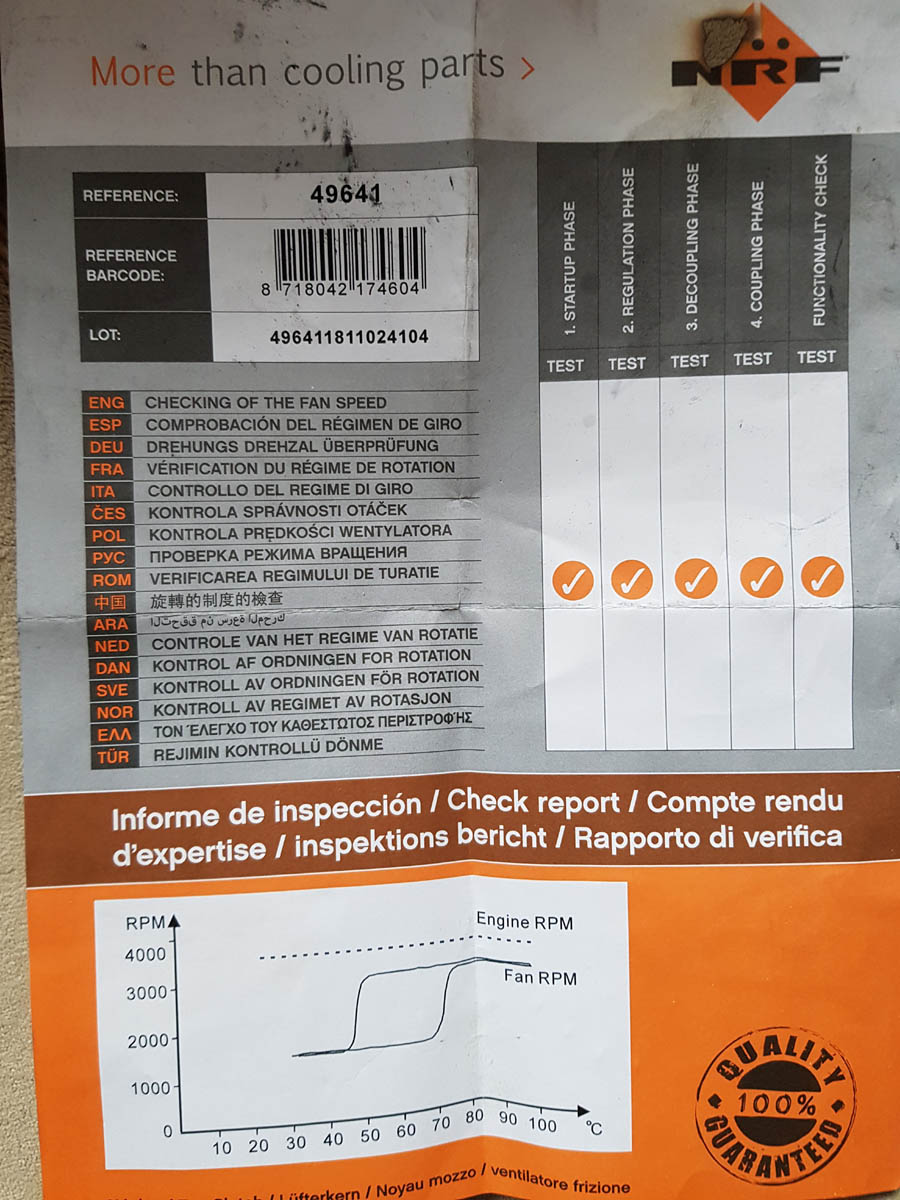 More than cooling parts >
NRF
REFERENCE: 49641
REFERENCE
BARCODE:
8 718042 174604
LOT: 496411811024104
1. STARTUP PHASE
2. REGULATION PHASE
3. DECOUPLING PHASE
4. COUPLING PHASE
FUNCTIONALITY CHECK
TEST TEST TEST TEST TEST
ENG CHECKING OF THE FAN SPEED
ESP COMPROBACIÓN DEL RÉGIMEN DE GIRO
DEU DREHUNGS DREHZAL ÜBERPRÜFUNG
FRA VÉRIFICATION DU RÉGIME DE ROTATION
ITA CONTROLLO DEL REGIME DI GIRO
ČES KONTROLA SPRÁVNOSTI OTÁČEK
POL KONTROLA PRĘDKOŚCI WENTYLATORA
РУС ПРОВЕРКА РЕЖИМА ВРАЩЕНИЯ
ROM VERIFICAREA REGIMULUI DE TURATIE
中国 旋轉的制度的檢查
ARA التحقق من سرعة المحرك
NED CONTROLE VAN HET REGIME VAN ROTATIE
DAN KONTROL AF ORDNINGEN FOR ROTATION
SVE KONTROLL AV ORDNINGEN FÖR ROTATION
NOR KONTROLL AV REGIMET AV ROTASJON
ΕΛΛ ΤΟΝ ΈΛΕΓΧΟ ΤΟΥ ΚΑΘΕΣΤΩΤΟΣ ΠΕΡΙΣΤΡΟΦΉΣ
TÜR REJIMIN KONTROLLÜ DÖNME
Informe de inspección / Check report / Compte rendu
d'expertise / inspektions bericht / Rapporto di verifica
RPM
Engine RPM
4000
Fan RPM
3000
2000
1000
0
10 20 30 40 50 60 70 80 90 100 °C
QUALITY
100%
GUARANTEED
/ Lüfterkern / Noyau mozzo / ventilatore frizione